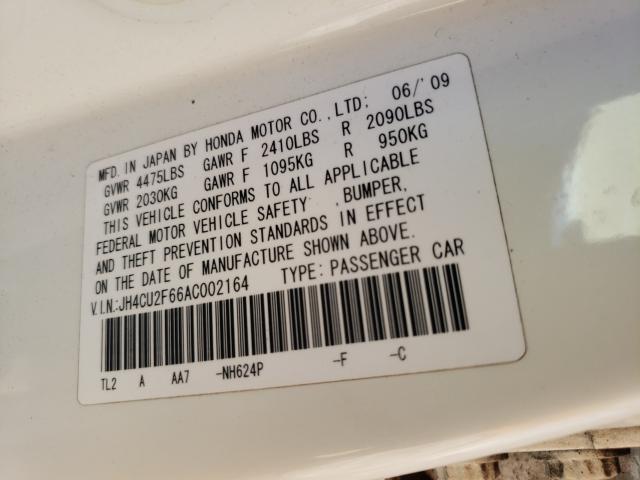 MFD. IN JAPAN BY HONDA MOTOR CO.,LTD; 06/'09
GVWR 4475LBS GAWR F 2410LBS R 2090LBS
GVWR 2030KG GAWR F 1095KG R 950KG
THIS VEHICLE CONFORMS TO ALL APPLICABLE
FEDERAL MOTOR VEHICLE SAFETY ,BUMPER,
AND THEFT PREVENTION STANDARDS IN EFFECT
ON THE DATE OF MANUFACTURE SHOWN ABOVE.
V.I.N.:JH4CU2F66AC002164 TYPE: PASSENGER CAR
TL2 A AA7 -NH624P -F -C